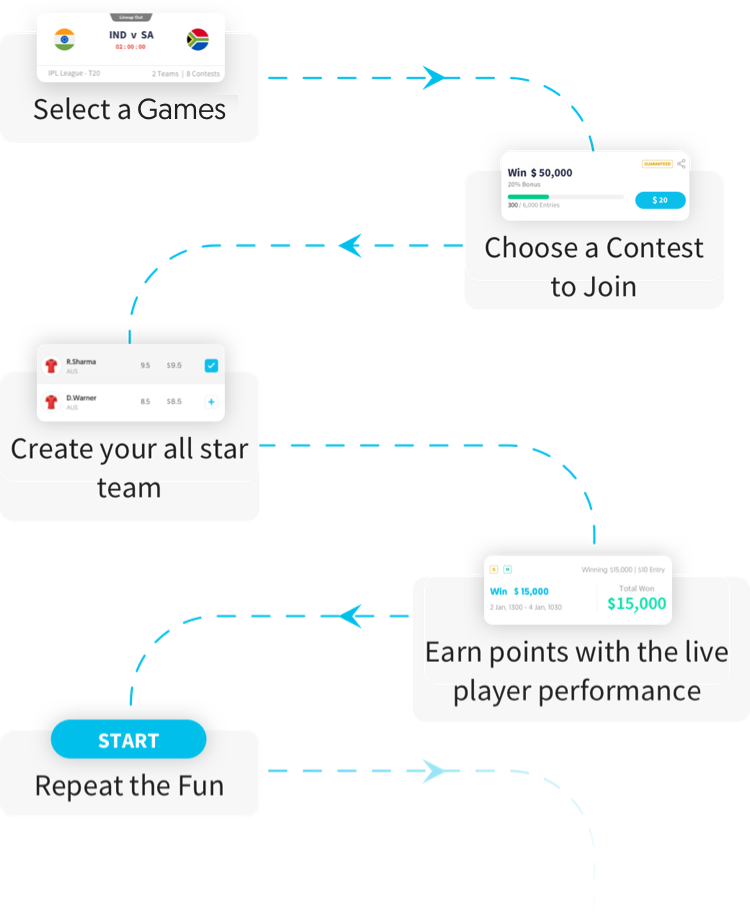 Lineup Out
IND v SA
02 : 00 : 00
IPL League - T20
2 Teams | 8 Contests
Select a Games
GUARANTEED
Win $ 50,000
20% Bonus
$ 20
300 / 6,000 Entries
Choose a Contest
to Join
R.Sharma
AUS
9.5
$9.5
D.Warner
AUS
8.5
$8.5
Create your all star
team
S
M
Winning $15,000 | $10 Entry
Win $ 15,000
Total Won
$15,000
2 Jan, 1300 - 4 Jan, 1030
Earn points with the live
player performance
START
Repeat the Fun